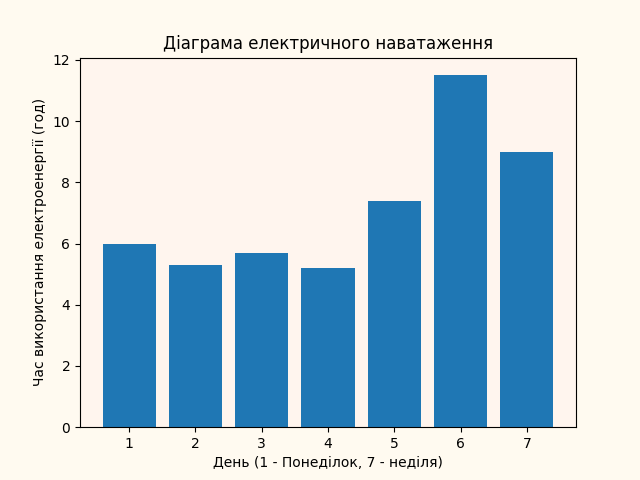 Діаграма електричного наватаження
12
10
8
6
4
2
0
Час використання електроенергії (год)
1 2 3 4 5 6 7
День (1 - Понеділок, 7 - неділя)